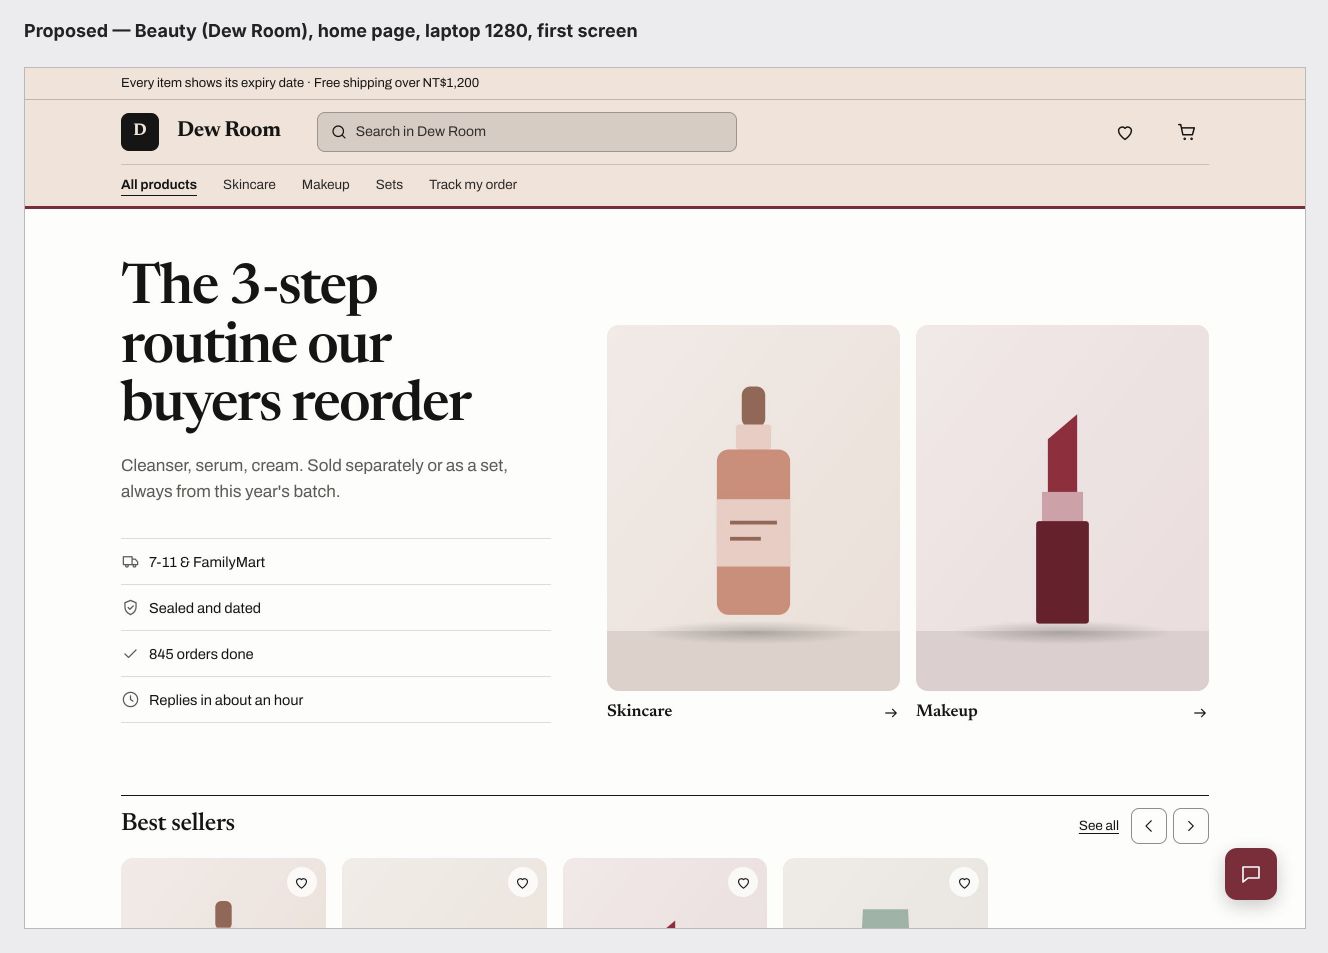 Proposed — Beauty (Dew Room), home page, laptop 1280, first screen
Every item shows its expiry date · Free shipping over NT$1,200
D
Dew Room
Search in Dew Room
All products
Skincare
Makeup
Sets
Track my order
The 3-step
routine our
buyers reorder
Cleanser, serum, cream. Sold separately or as a set,
always from this year's batch.
7-11 & FamilyMart
Sealed and dated
845 orders done
Replies in about an hour
Skincare
Makeup
Best sellers
See all